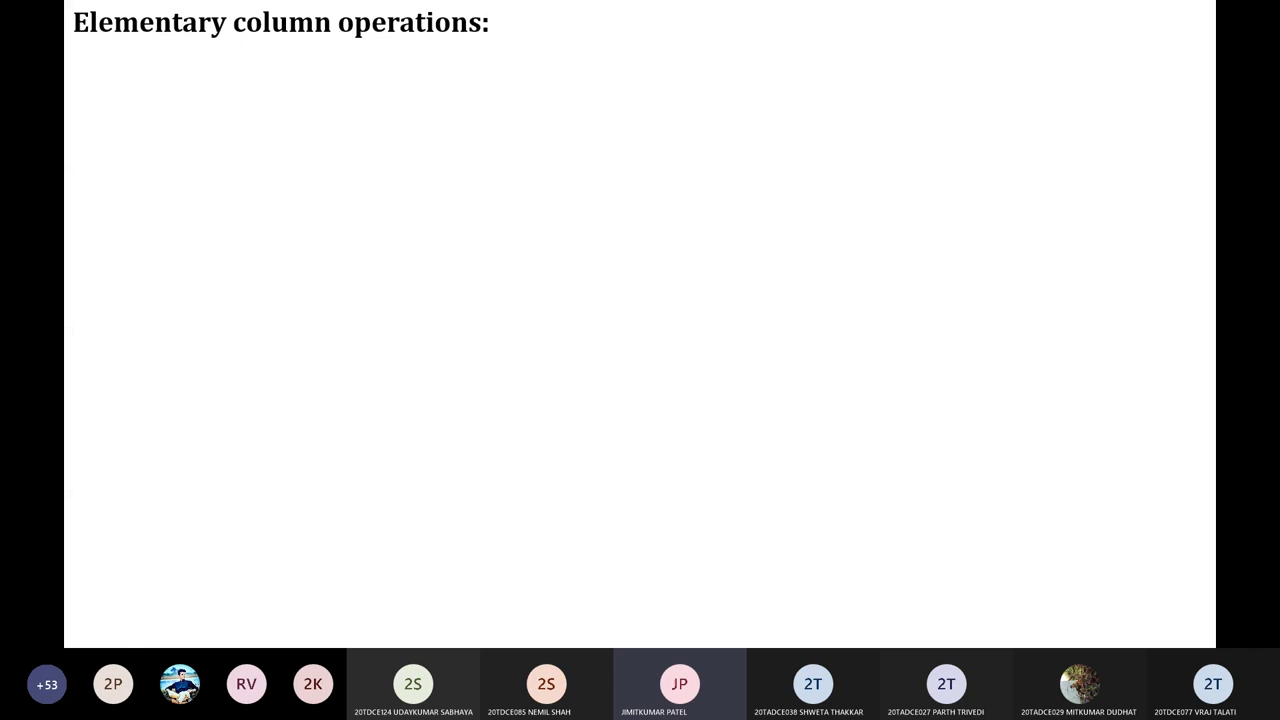 Elementary column operations:
+53
2P
RV
2K
2S
2S
JP
2T
2T
2T
20TDCE124 UDAYKUMAR SABHAYA
20TDCE085 NEMIL SHAH
JIMITKUMAR PATEL
20TADCE038 SHWETA THAKKAR
20TADCE027 PARTH TRIVEDI
20TADCE029 MITKUMAR DUDHAT
20TDCE077 VRAJ TALATI